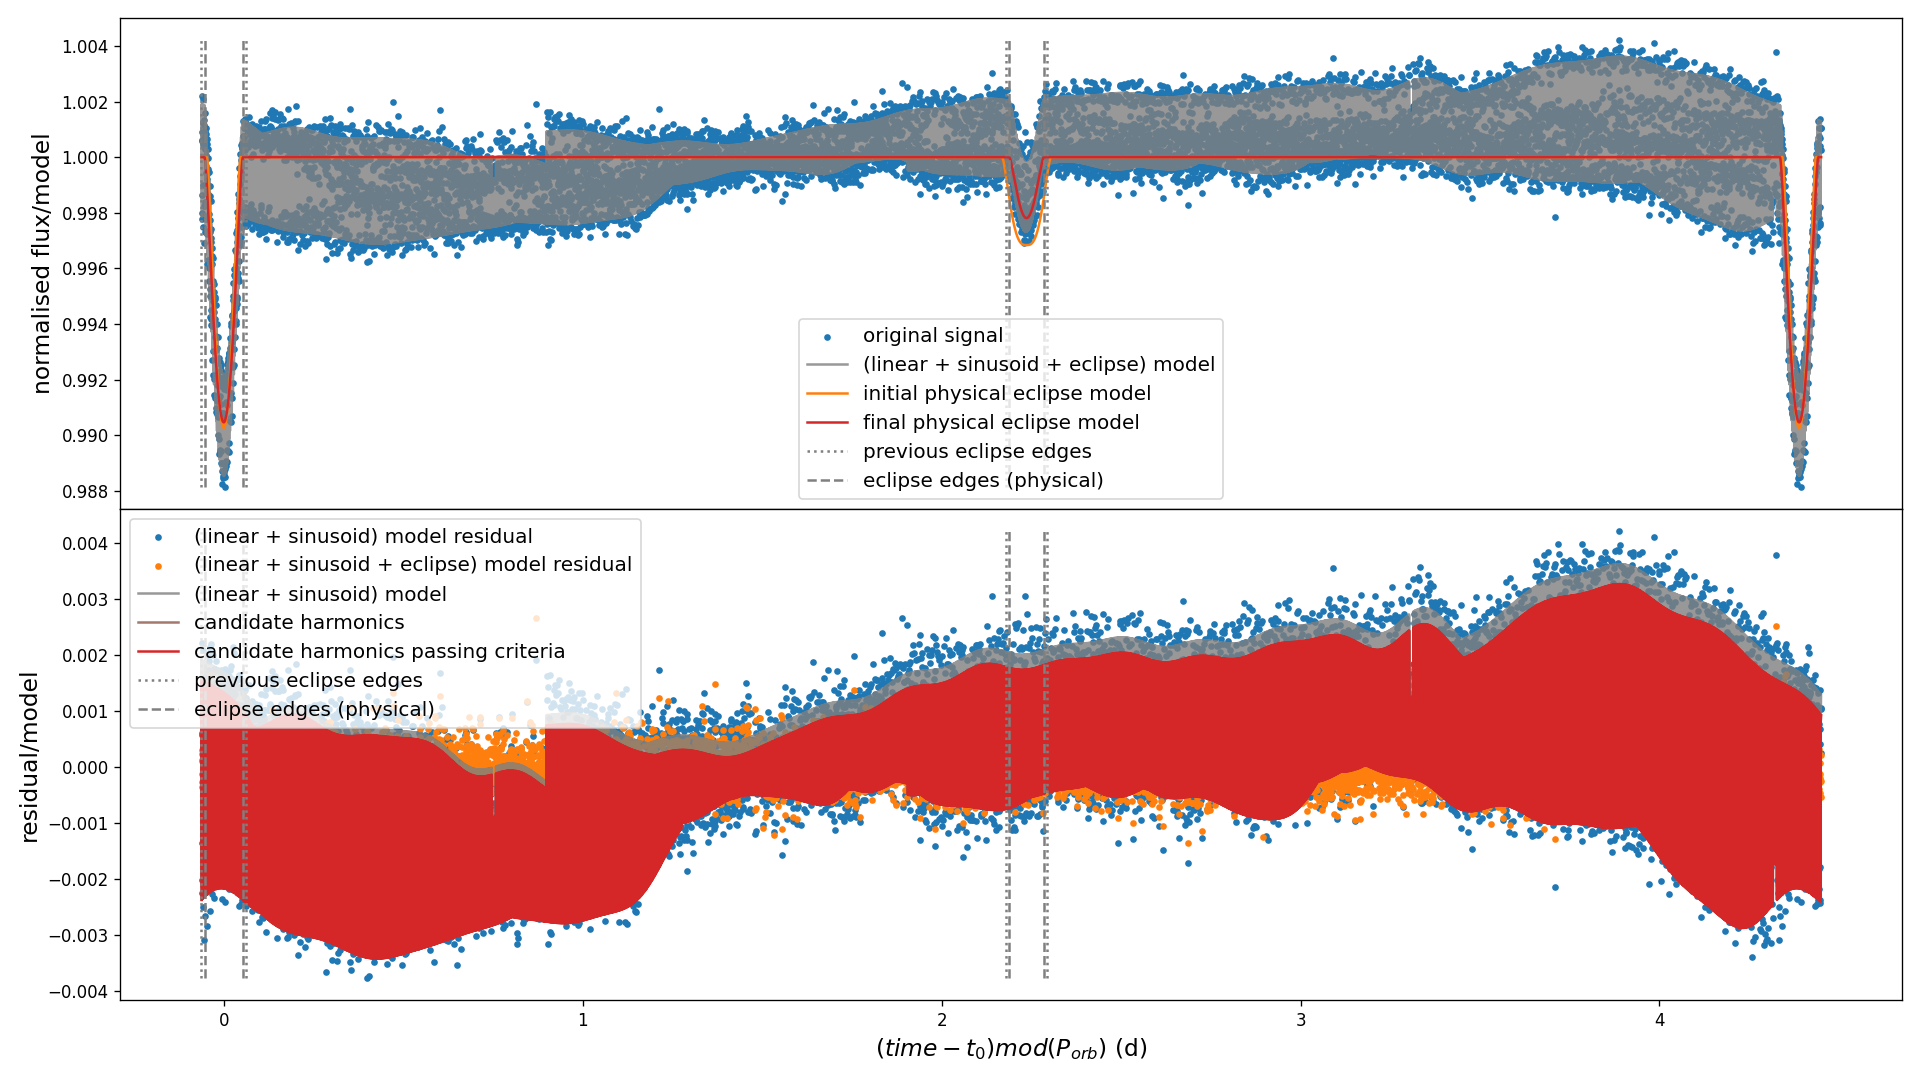 normalised flux/model
1.004
1.002
1.000
0.998
0.996
0.994
0.992
0.990
0.988
original signal
(linear + sinusoid + eclipse) model
initial physical eclipse model
final physical eclipse model
previous eclipse edges
eclipse edges (physical)
residual/model
0.004
0.003
0.002
0.001
0.000
−0.001
−0.002
−0.003
−0.004
(linear + sinusoid) model residual
(linear + sinusoid + eclipse) model residual
(linear + sinusoid) model
candidate harmonics
candidate harmonics passing criteria
previous eclipse edges
eclipse edges (physical)
0 1 2 3 4
(time − t₀)mod(Pₒᵣb) (d)